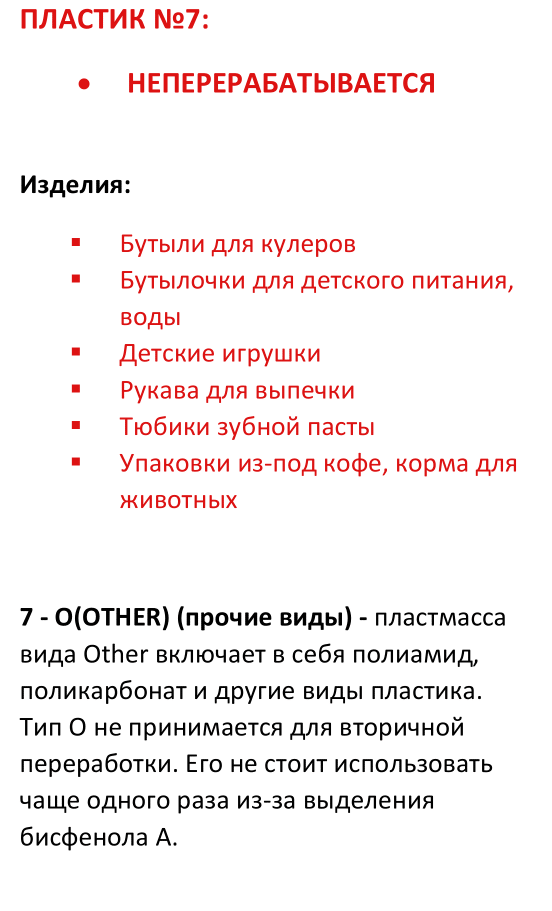 ПЛАСТИК №7:
• НЕПЕРЕРАБАТЫВАЕТСЯ
Изделия:
▪ Бутыли для кулеров
▪ Бутылочки для детского питания,
воды
▪ Детские игрушки
▪ Рукава для выпечки
▪ Тюбики зубной пасты
▪ Упаковки из-под кофе, корма для
животных
7 - O(OTHER) (прочие виды) - пластмасса
вида Other включает в себя полиамид,
поликарбонат и другие виды пластика.
Тип О не принимается для вторичной
переработки. Его не стоит использовать
чаще одного раза из-за выделения
бисфенола А.